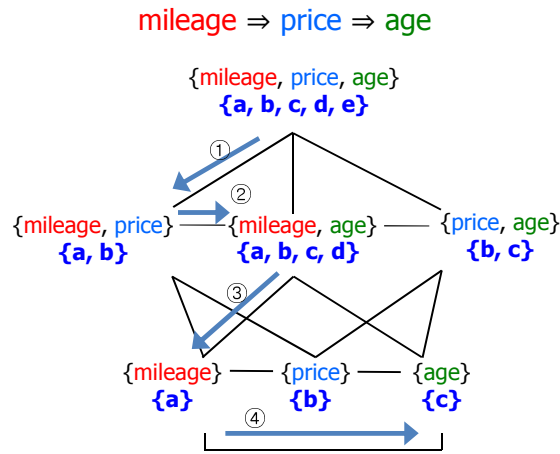 mileage ⇒ price ⇒ age
{mileage, price, age}
{a, b, c, d, e}
①
②
{mileage, price} {mileage, age} {price, age}
{a, b} {a, b, c, d} {b, c}
③
{mileage} {price} {age}
{a} {b} {c}
④